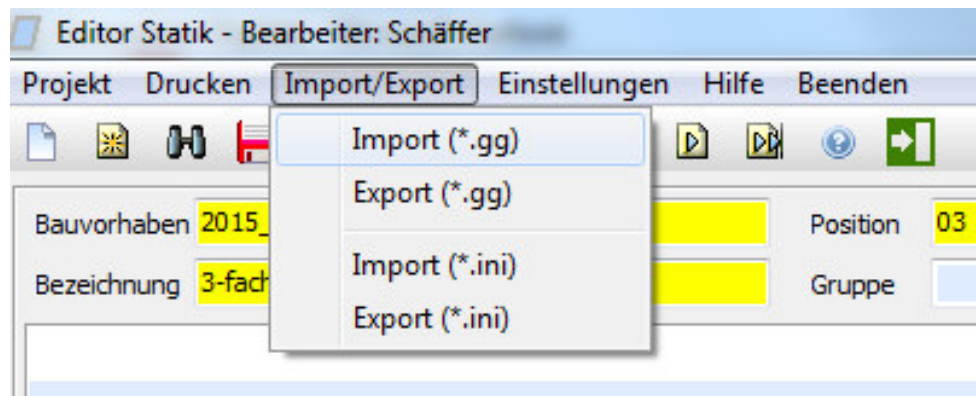 Editor Statik - Bearbeiter: Schäffer
Projekt Drucken Import/Export Einstellungen Hilfe Beenden
Import (*.gg)
Export (*.gg)
Import (*.ini)
Export (*.ini)
Bauvorhaben 2015_ Position 03
Bezeichnung 3-fach Gruppe